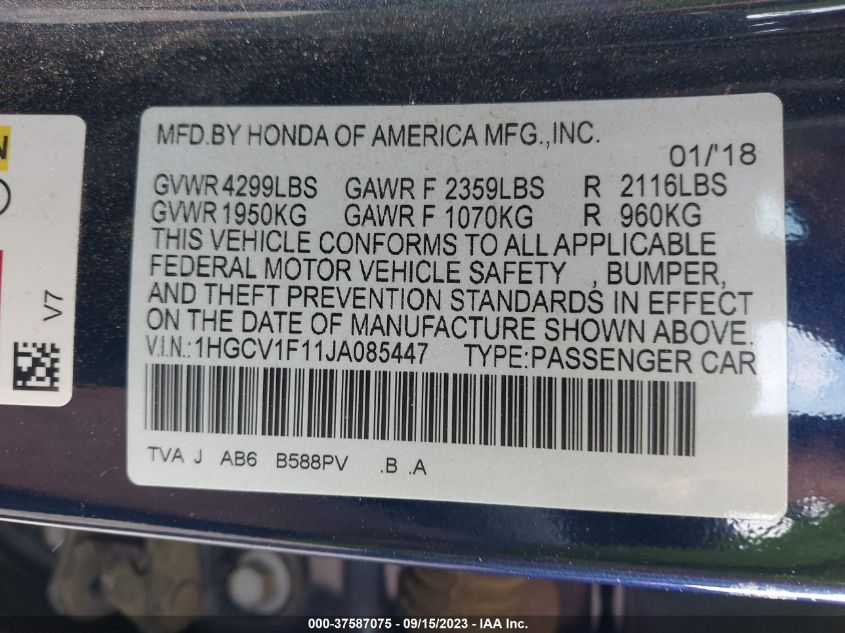 MFD.BY HONDA OF AMERICA MFG.,INC.
01/'18
GVWR 4299LBS GAWR F 2359LBS R 2116LBS
GVWR 1950KG GAWR F 1070KG R 960KG
THIS VEHICLE CONFORMS TO ALL APPLICABLE
FEDERAL MOTOR VEHICLE SAFETY , BUMPER,
AND THEFT PREVENTION STANDARDS IN EFFECT
ON THE DATE OF MANUFACTURE SHOWN ABOVE.
V.I.N.:1HGCV1F11JA085447 TYPE:PASSENGER CAR
TVA J AB6 B588PV .B .A
N
V7
000-37587075 - 09/15/2023 - IAA Inc.